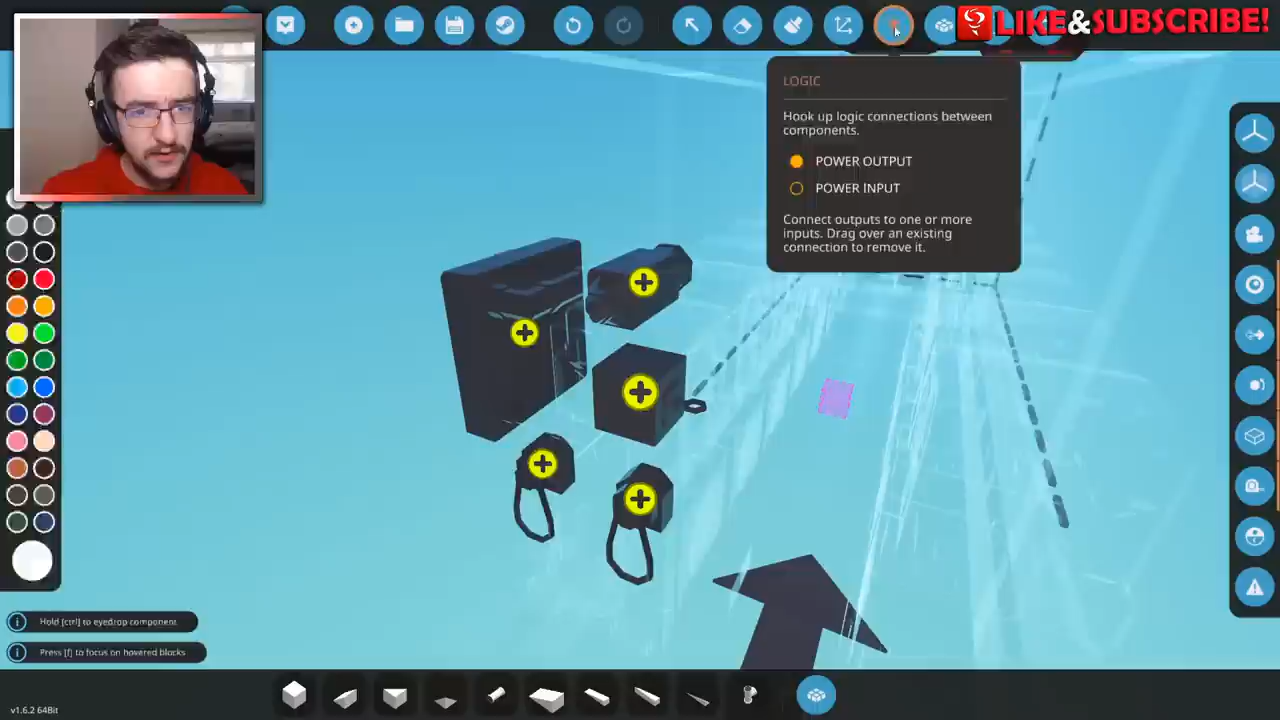 LIKE&SUBSCRIBE!
LOGIC
Hook up logic connections between
components.
POWER OUTPUT
POWER INPUT
Connect outputs to one or more
inputs. Drag over an existing
connection to remove it.
Hold [ctrl] to eyedrop component
Press [f] to focus on hovered blocks
v1.6.2 64Bit